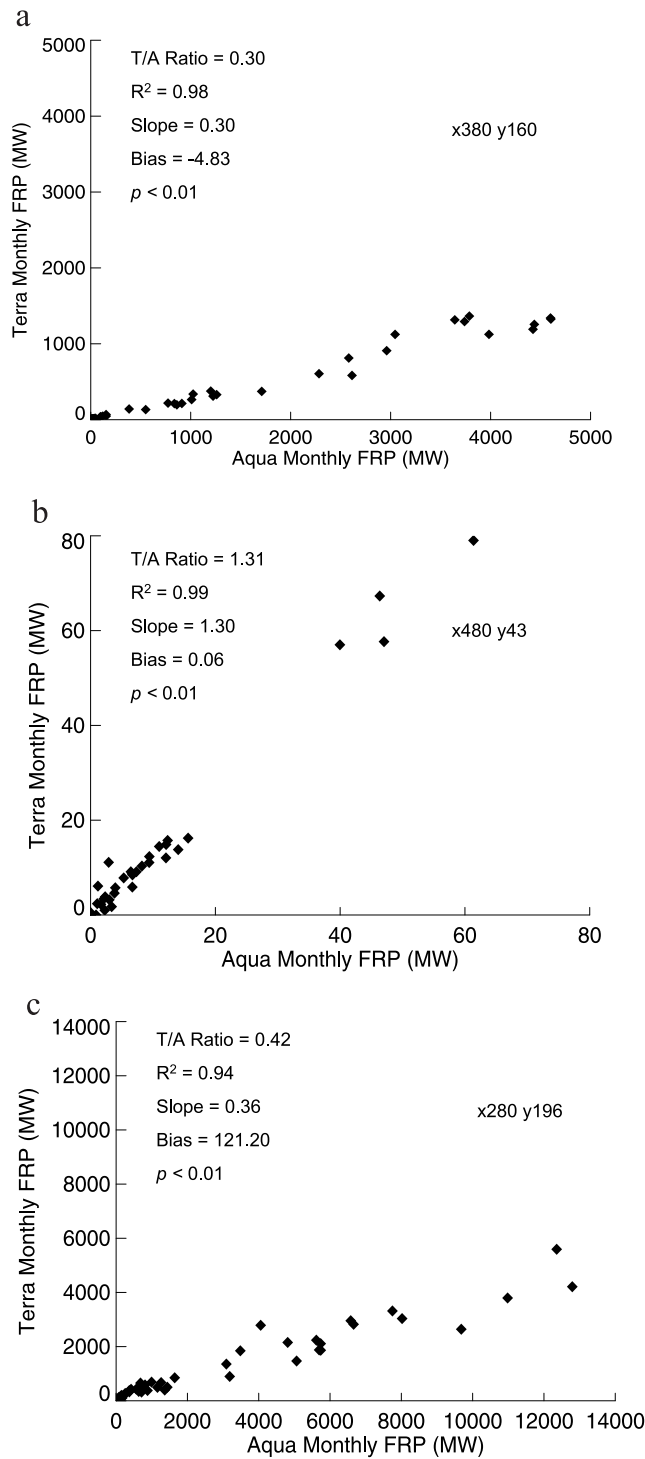 a
5000
4000
3000
2000
1000
0
Terra Monthly FRP (MW)
T/A Ratio = 0.30
R² = 0.98
Slope = 0.30
Bias = -4.83
p < 0.01
x380 y160
0 1000 2000 3000 4000 5000
Aqua Monthly FRP (MW)
b
80
60
40
20
0
Terra Monthly FRP (MW)
T/A Ratio = 1.31
R² = 0.99
Slope = 1.30
Bias = 0.06
p < 0.01
x480 y43
0 20 40 60 80
Aqua Monthly FRP (MW)
c
14000
12000
10000
8000
6000
4000
2000
0
Terra Monthly FRP (MW)
T/A Ratio = 0.42
R² = 0.94
Slope = 0.36
Bias = 121.20
p < 0.01
x280 y196
0 2000 4000 6000 8000 10000 12000 14000
Aqua Monthly FRP (MW)